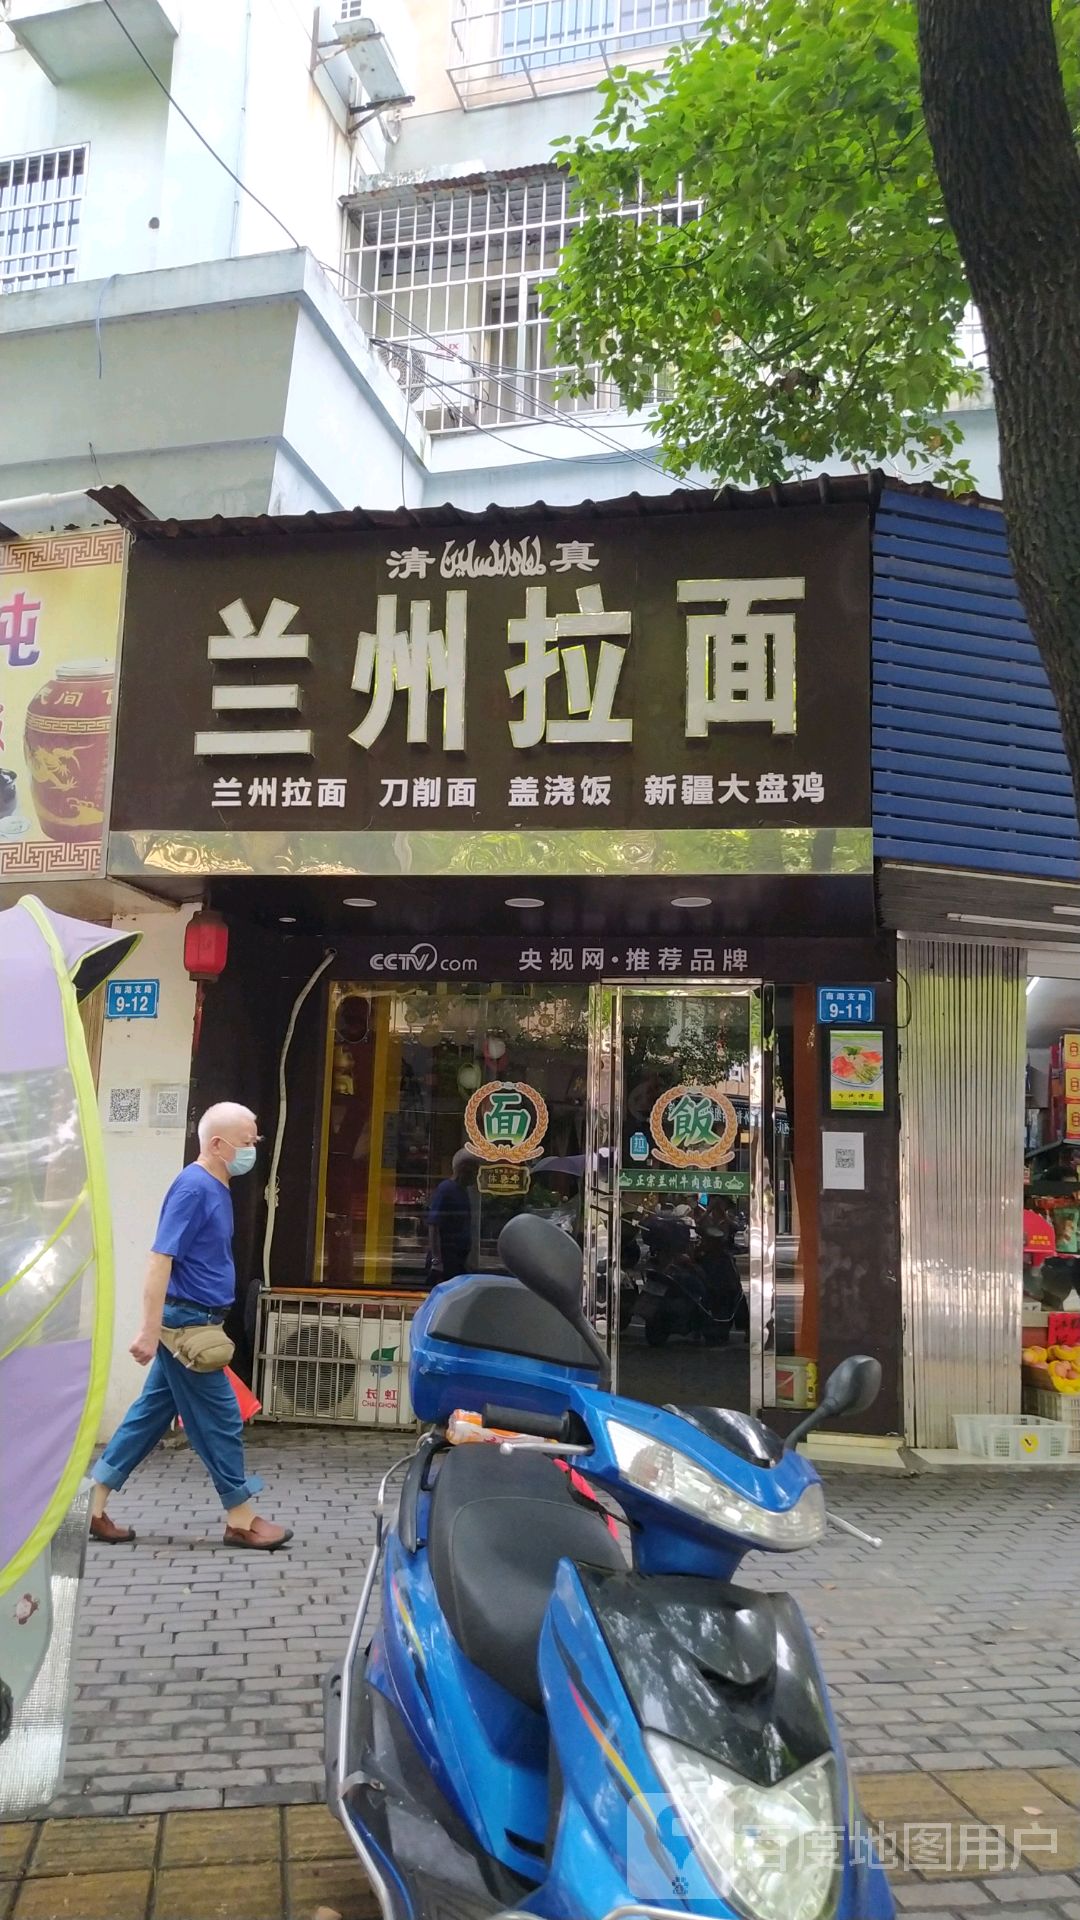 清 真
兰州拉面
兰州拉面 刀削面 盖浇饭 新疆大盘鸡
CCTV.com 央视网·推荐品牌
南湖支路
9-12
南湖支路
9-11
面
飯
拉
正宗兰州牛肉拉面
长虹
CHANGHONG
百度地图用户